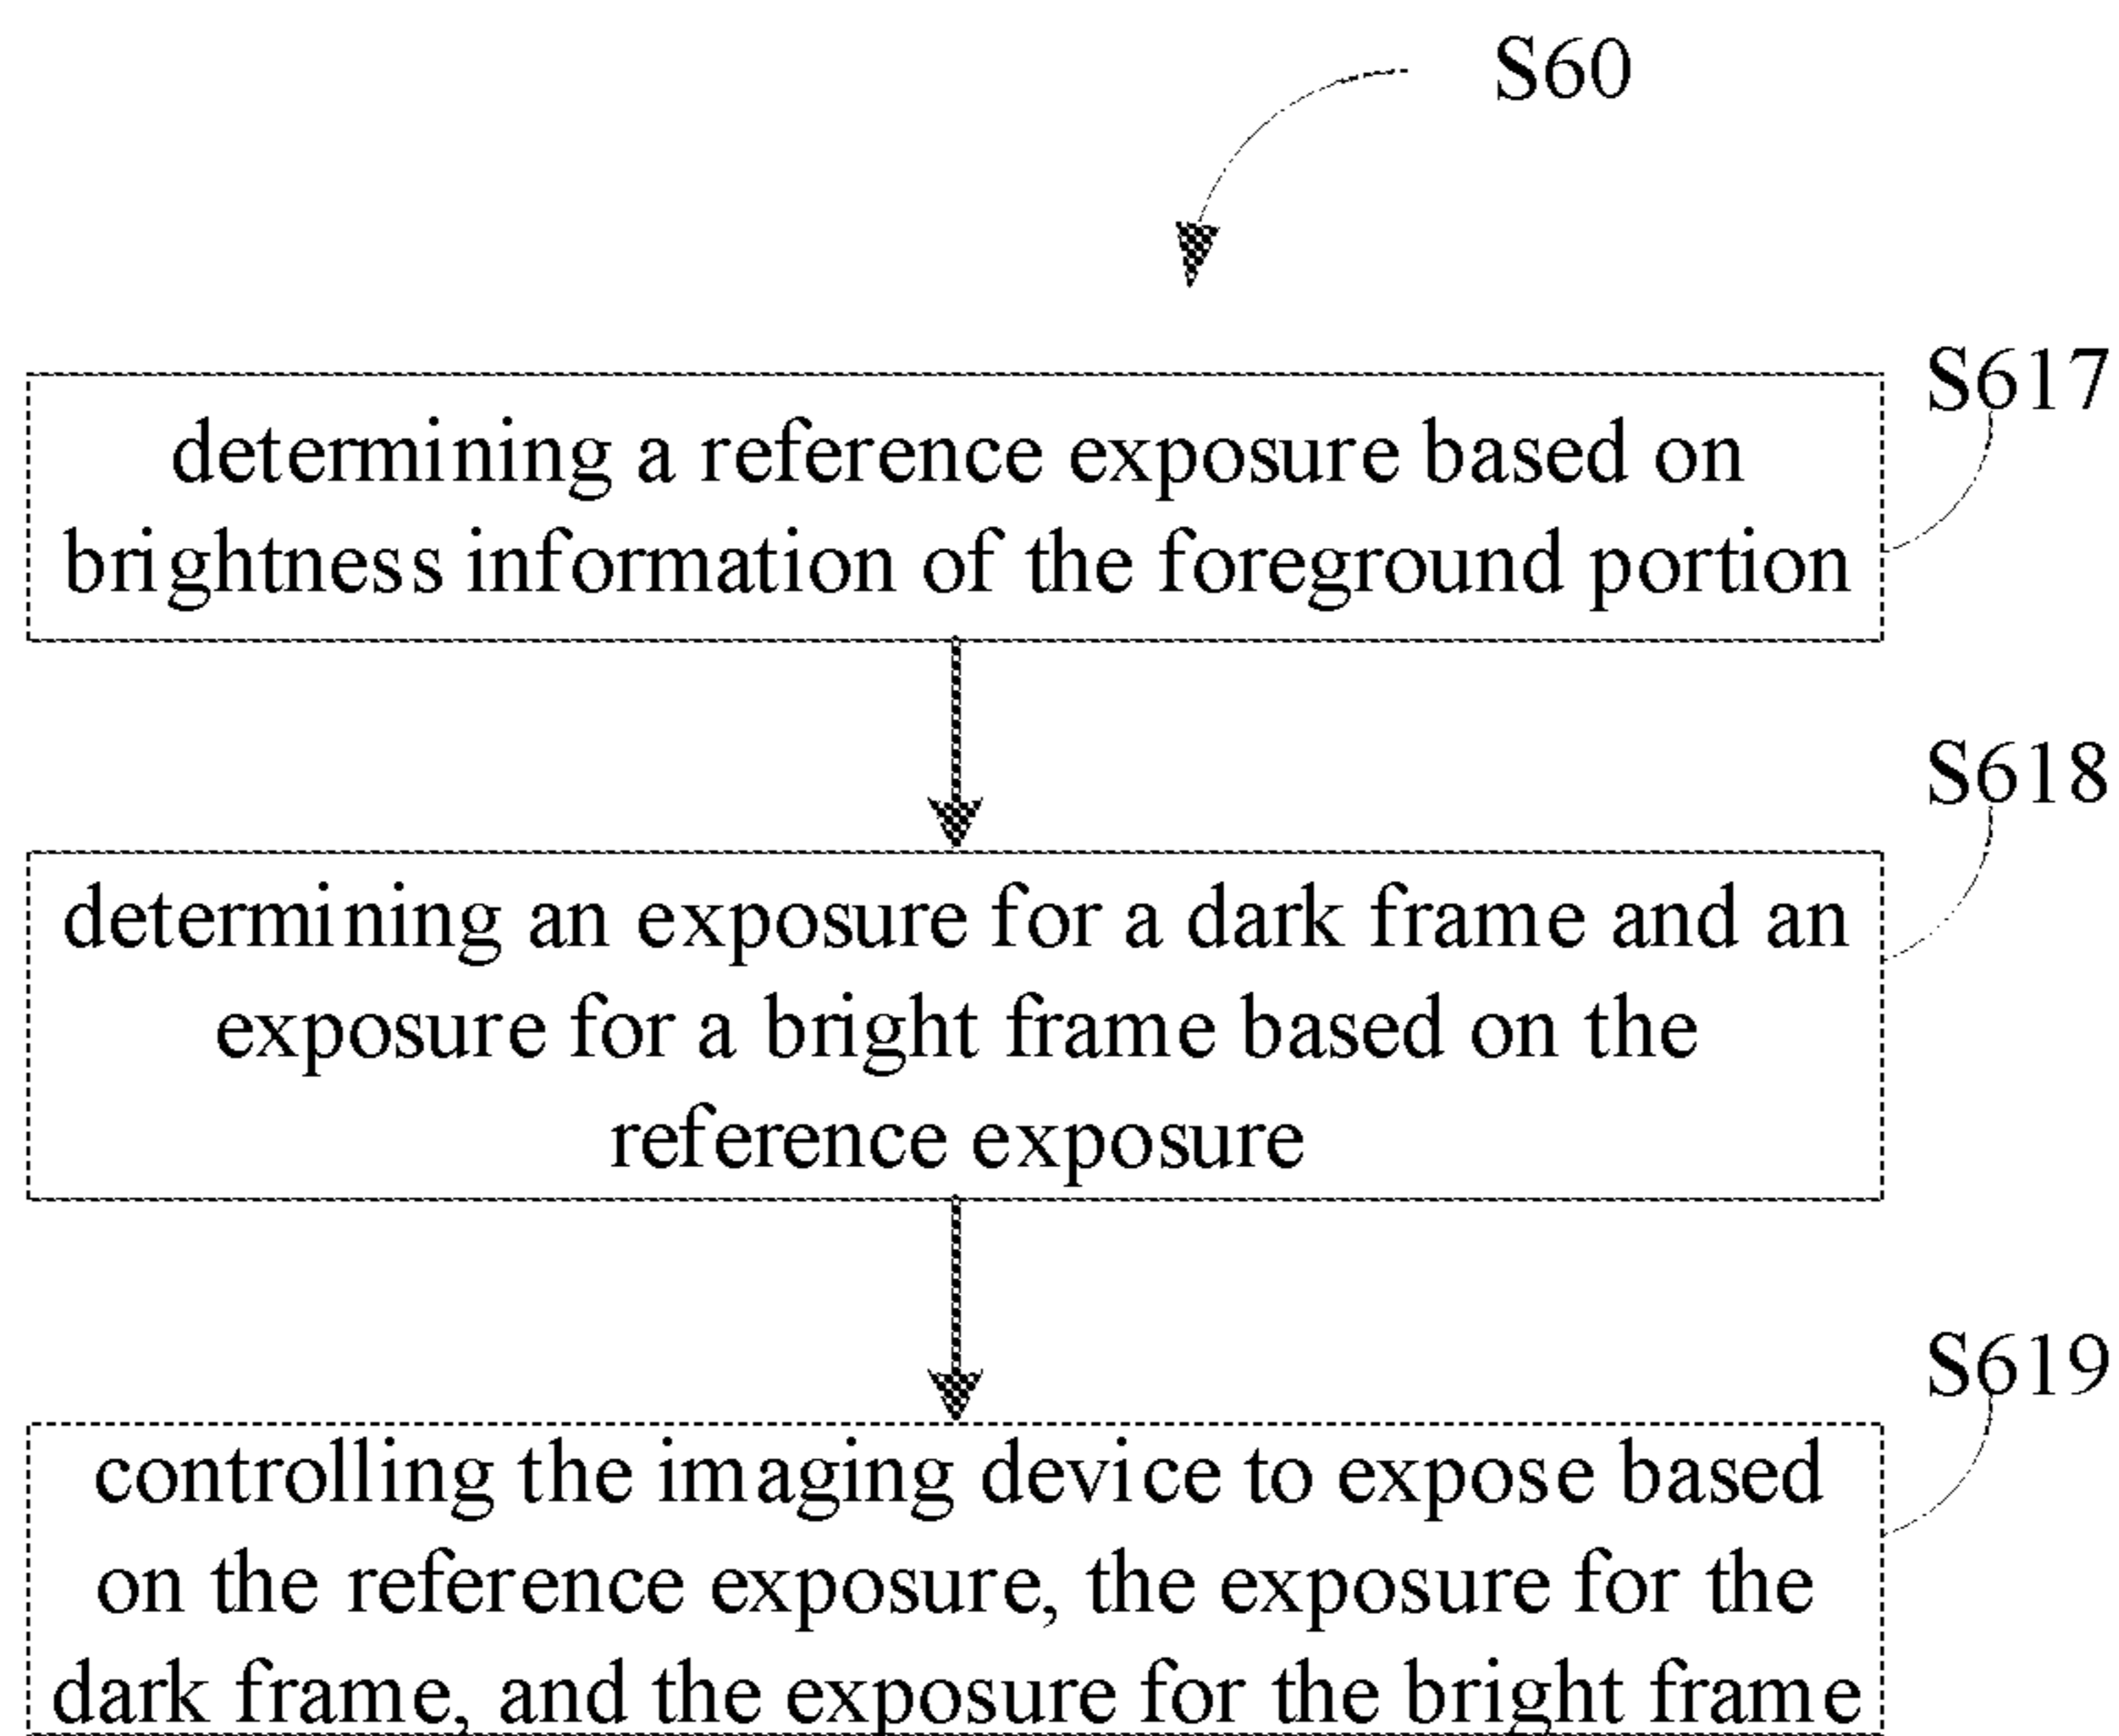 S60
S617
determining a reference exposure based on
brightness information of the foreground portion
S618
determining an exposure for a dark frame and an
exposure for a bright frame based on the
reference exposure
S619
controlling the imaging device to expose based
on the reference exposure, the exposure for the
dark frame, and the exposure for the bright frame